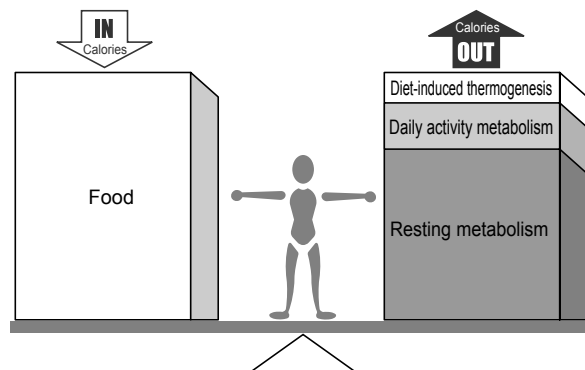 IN
Calories
Food
Calories
OUT
Diet-induced thermogenesis
Daily activity metabolism
Resting metabolism